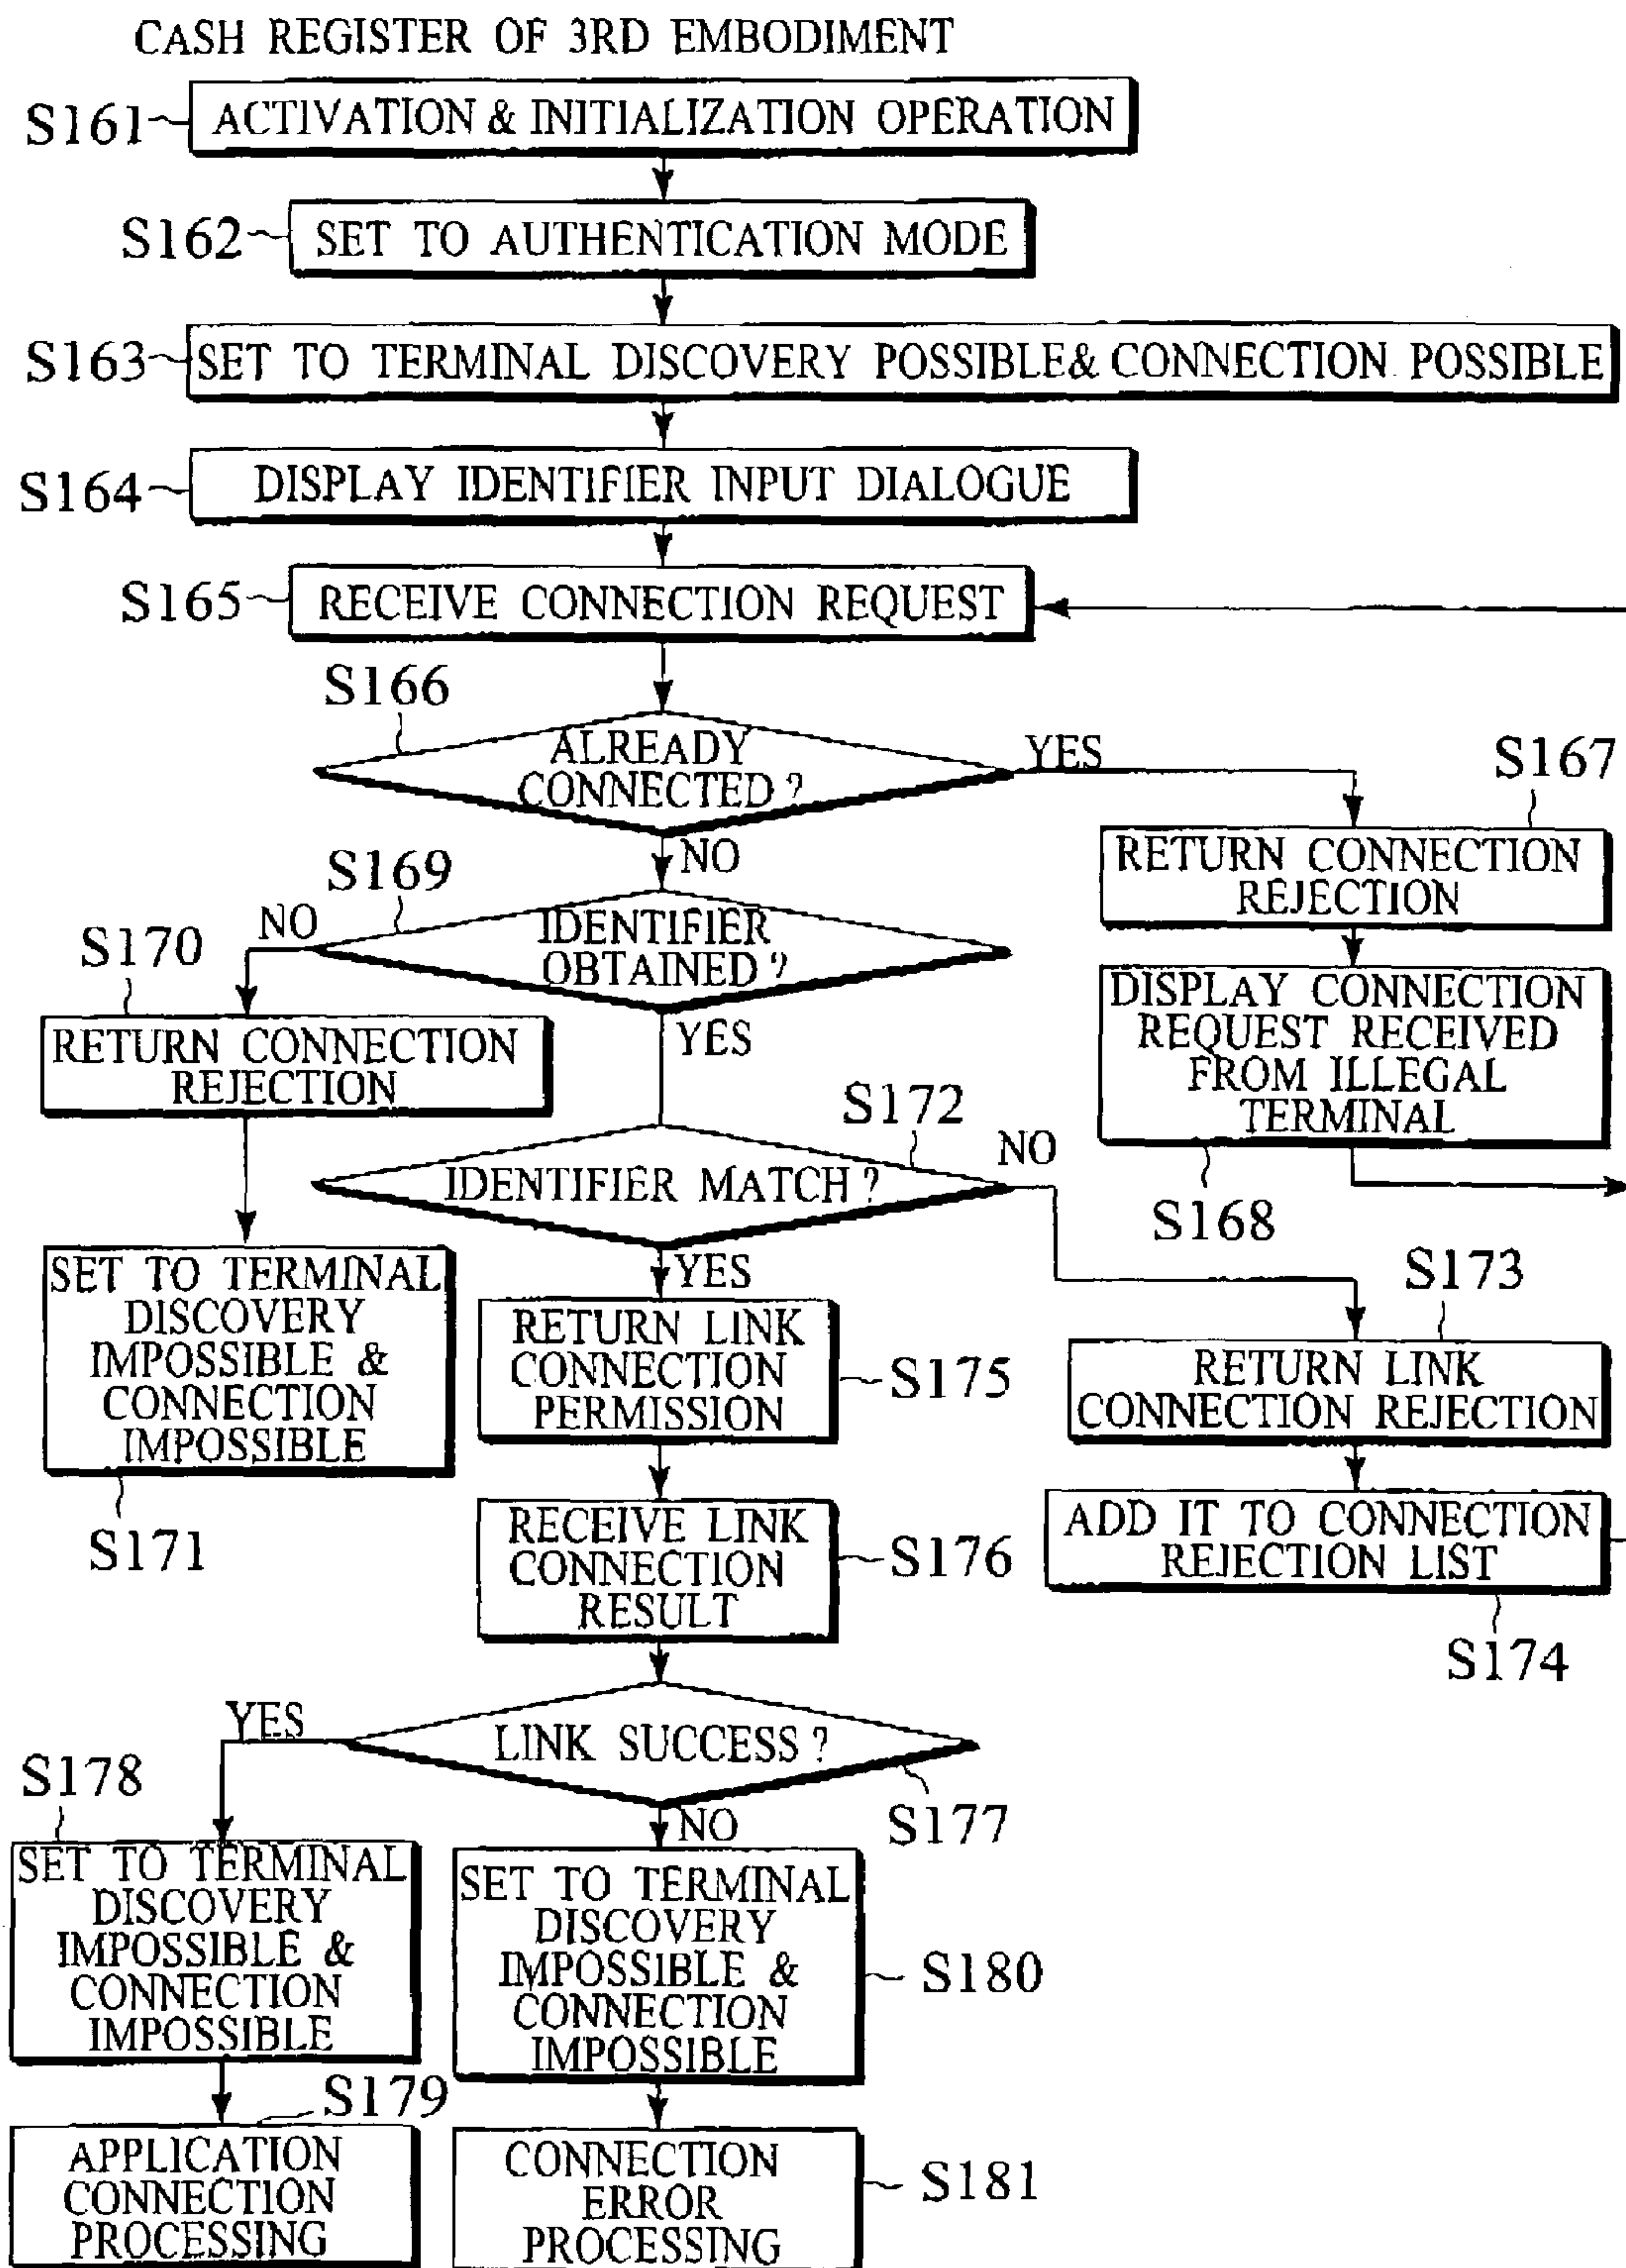 CASH REGISTER OF 3RD EMBODIMENT
S161
ACTIVATION & INITIALIZATION OPERATION
S162
SET TO AUTHENTICATION MODE
S163
SET TO TERMINAL DISCOVERY POSSIBLE& CONNECTION POSSIBLE
S164
DISPLAY IDENTIFIER INPUT DIALOGUE
S165
RECEIVE CONNECTION REQUEST
S166
ALREADY
CONNECTED?
YES
NO
S167
RETURN CONNECTION
REJECTION
DISPLAY CONNECTION
REQUEST RECEIVED
FROM ILLEGAL
TERMINAL
S168
S169
IDENTIFIER
OBTAINED?
NO
YES
S170
RETURN CONNECTION
REJECTION
SET TO TERMINAL
DISCOVERY
IMPOSSIBLE &
CONNECTION
IMPOSSIBLE
S171
S172
IDENTIFIER MATCH?
NO
YES
S173
RETURN LINK
CONNECTION REJECTION
ADD IT TO CONNECTION
REJECTION LIST
S174
RETURN LINK
CONNECTION
PERMISSION
S175
RECEIVE LINK
CONNECTION
RESULT
S176
LINK SUCCESS?
S177
YES
NO
S178
SET TO TERMINAL
DISCOVERY
IMPOSSIBLE &
CONNECTION
IMPOSSIBLE
S179
APPLICATION
CONNECTION
PROCESSING
SET TO TERMINAL
DISCOVERY
IMPOSSIBLE &
CONNECTION
IMPOSSIBLE
S180
CONNECTION
ERROR
PROCESSING
S181